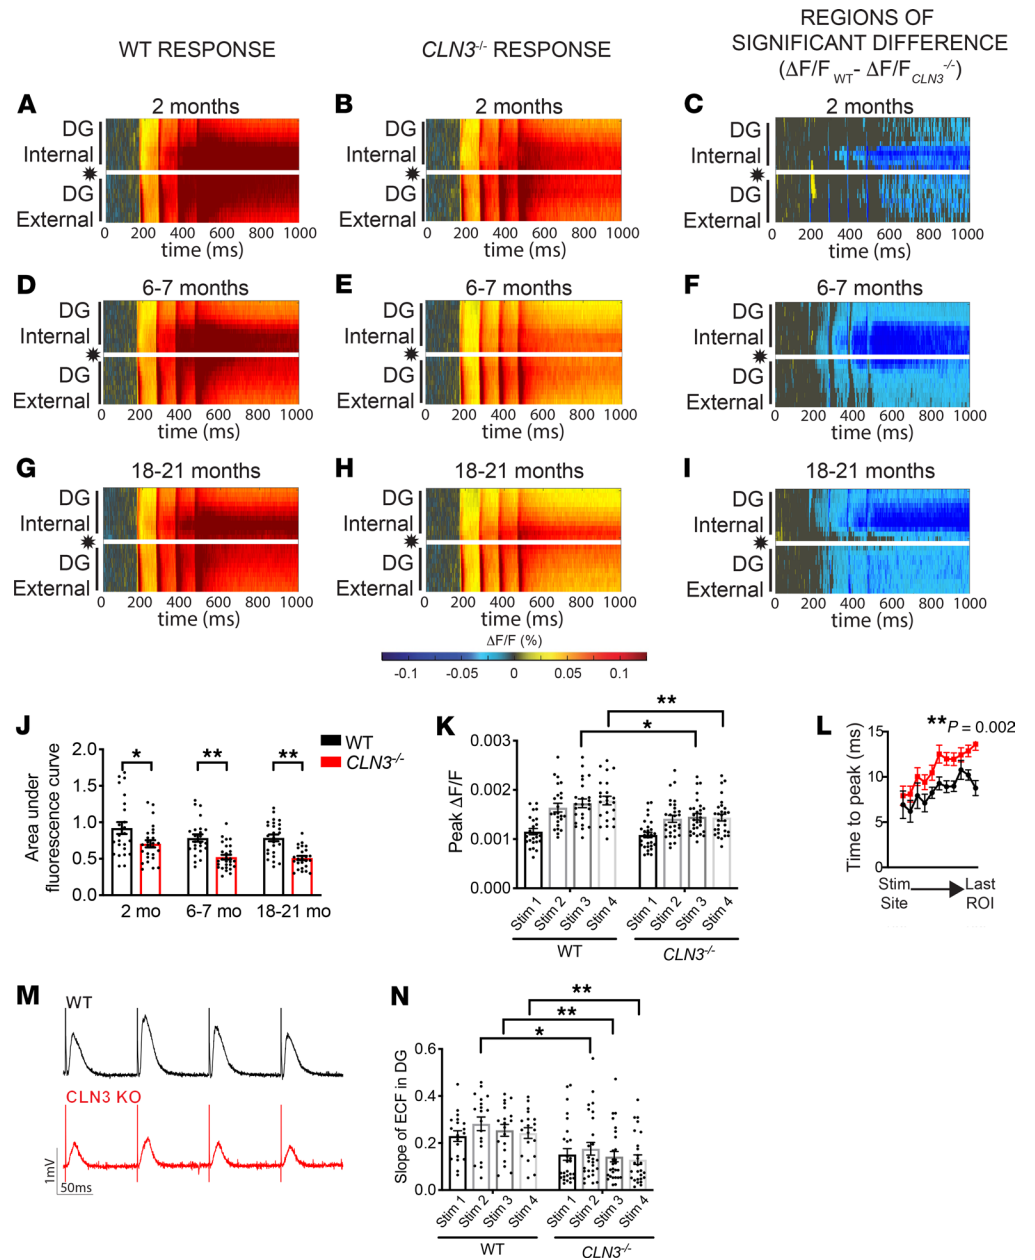 WT RESPONSE
CLN3-/- RESPONSE
REGIONS OF
SIGNIFICANT DIFFERENCE
(ΔF/F WT- ΔF/F CLN3-/-)
A
2 months
DG
Internal
DG
External
0 200 400 600 800 1000
time (ms)
B
2 months
DG
Internal
DG
External
0 200 400 600 800 1000
time (ms)
C
2 months
DG
Internal
DG
External
0 200 400 600 800 1000
time (ms)
D
6-7 months
DG
Internal
DG
External
0 200 400 600 800 1000
time (ms)
E
6-7 months
DG
Internal
DG
External
0 200 400 600 800 1000
time (ms)
F
6-7 months
DG
Internal
DG
External
0 200 400 600 800 1000
time (ms)
G
18-21 months
DG
Internal
DG
External
0 200 400 600 800 1000
time (ms)
H
18-21 months
DG
Internal
DG
External
0 200 400 600 800 1000
time (ms)
I
18-21 months
DG
Internal
DG
External
0 200 400 600 800 1000
time (ms)
ΔF/F (%)
-0.1 -0.05 0 0.05 0.1
J
Area under
fluorescence curve
2.0
1.5
1.0
0.5
0.0
* ** **
WT
CLN3-/-
2 mo 6-7 mo 18-21 mo
K
Peak ΔF/F
0.003
0.002
0.001
0.000
**
*
Stim 1 Stim 2 Stim 3 Stim 4 Stim 1 Stim 2 Stim 3 Stim 4
WT CLN3-/-
L
**P = 0.002
Time to peak (ms)
15
10
5
0
Stim
Site
Last
ROI
M
WT
CLN3 KO
1mV
50ms
N
Slope of ECF in DG
0.6
0.4
0.2
0.0
**
**
*
Stim 1 Stim 2 Stim 3 Stim 4 Stim 1 Stim 2 Stim 3 Stim 4
WT CLN3-/-